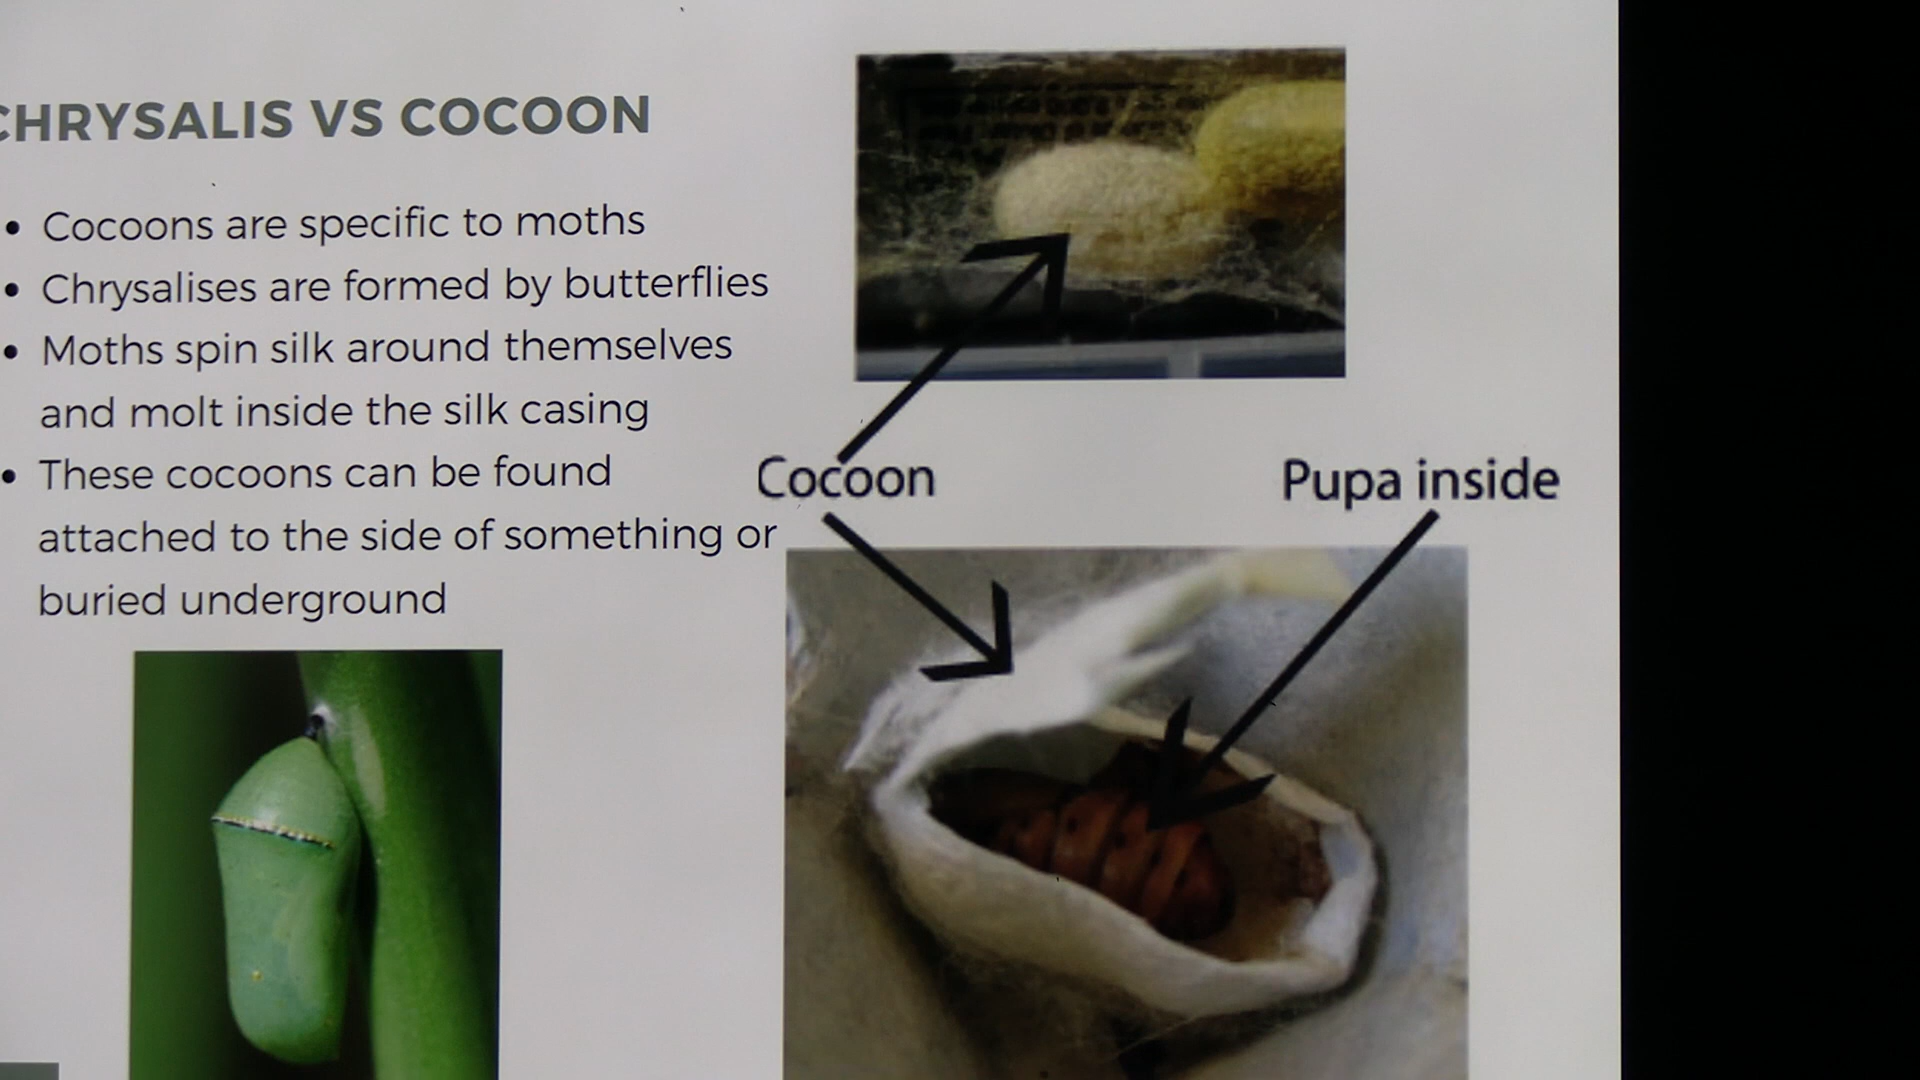 CHRYSALIS VS COCOON
• Cocoons are specific to moths
• Chrysalises are formed by butterflies
• Moths spin silk around themselves
and molt inside the silk casing
• These cocoons can be found
attached to the side of something or
buried underground
Cocoon
Pupa inside